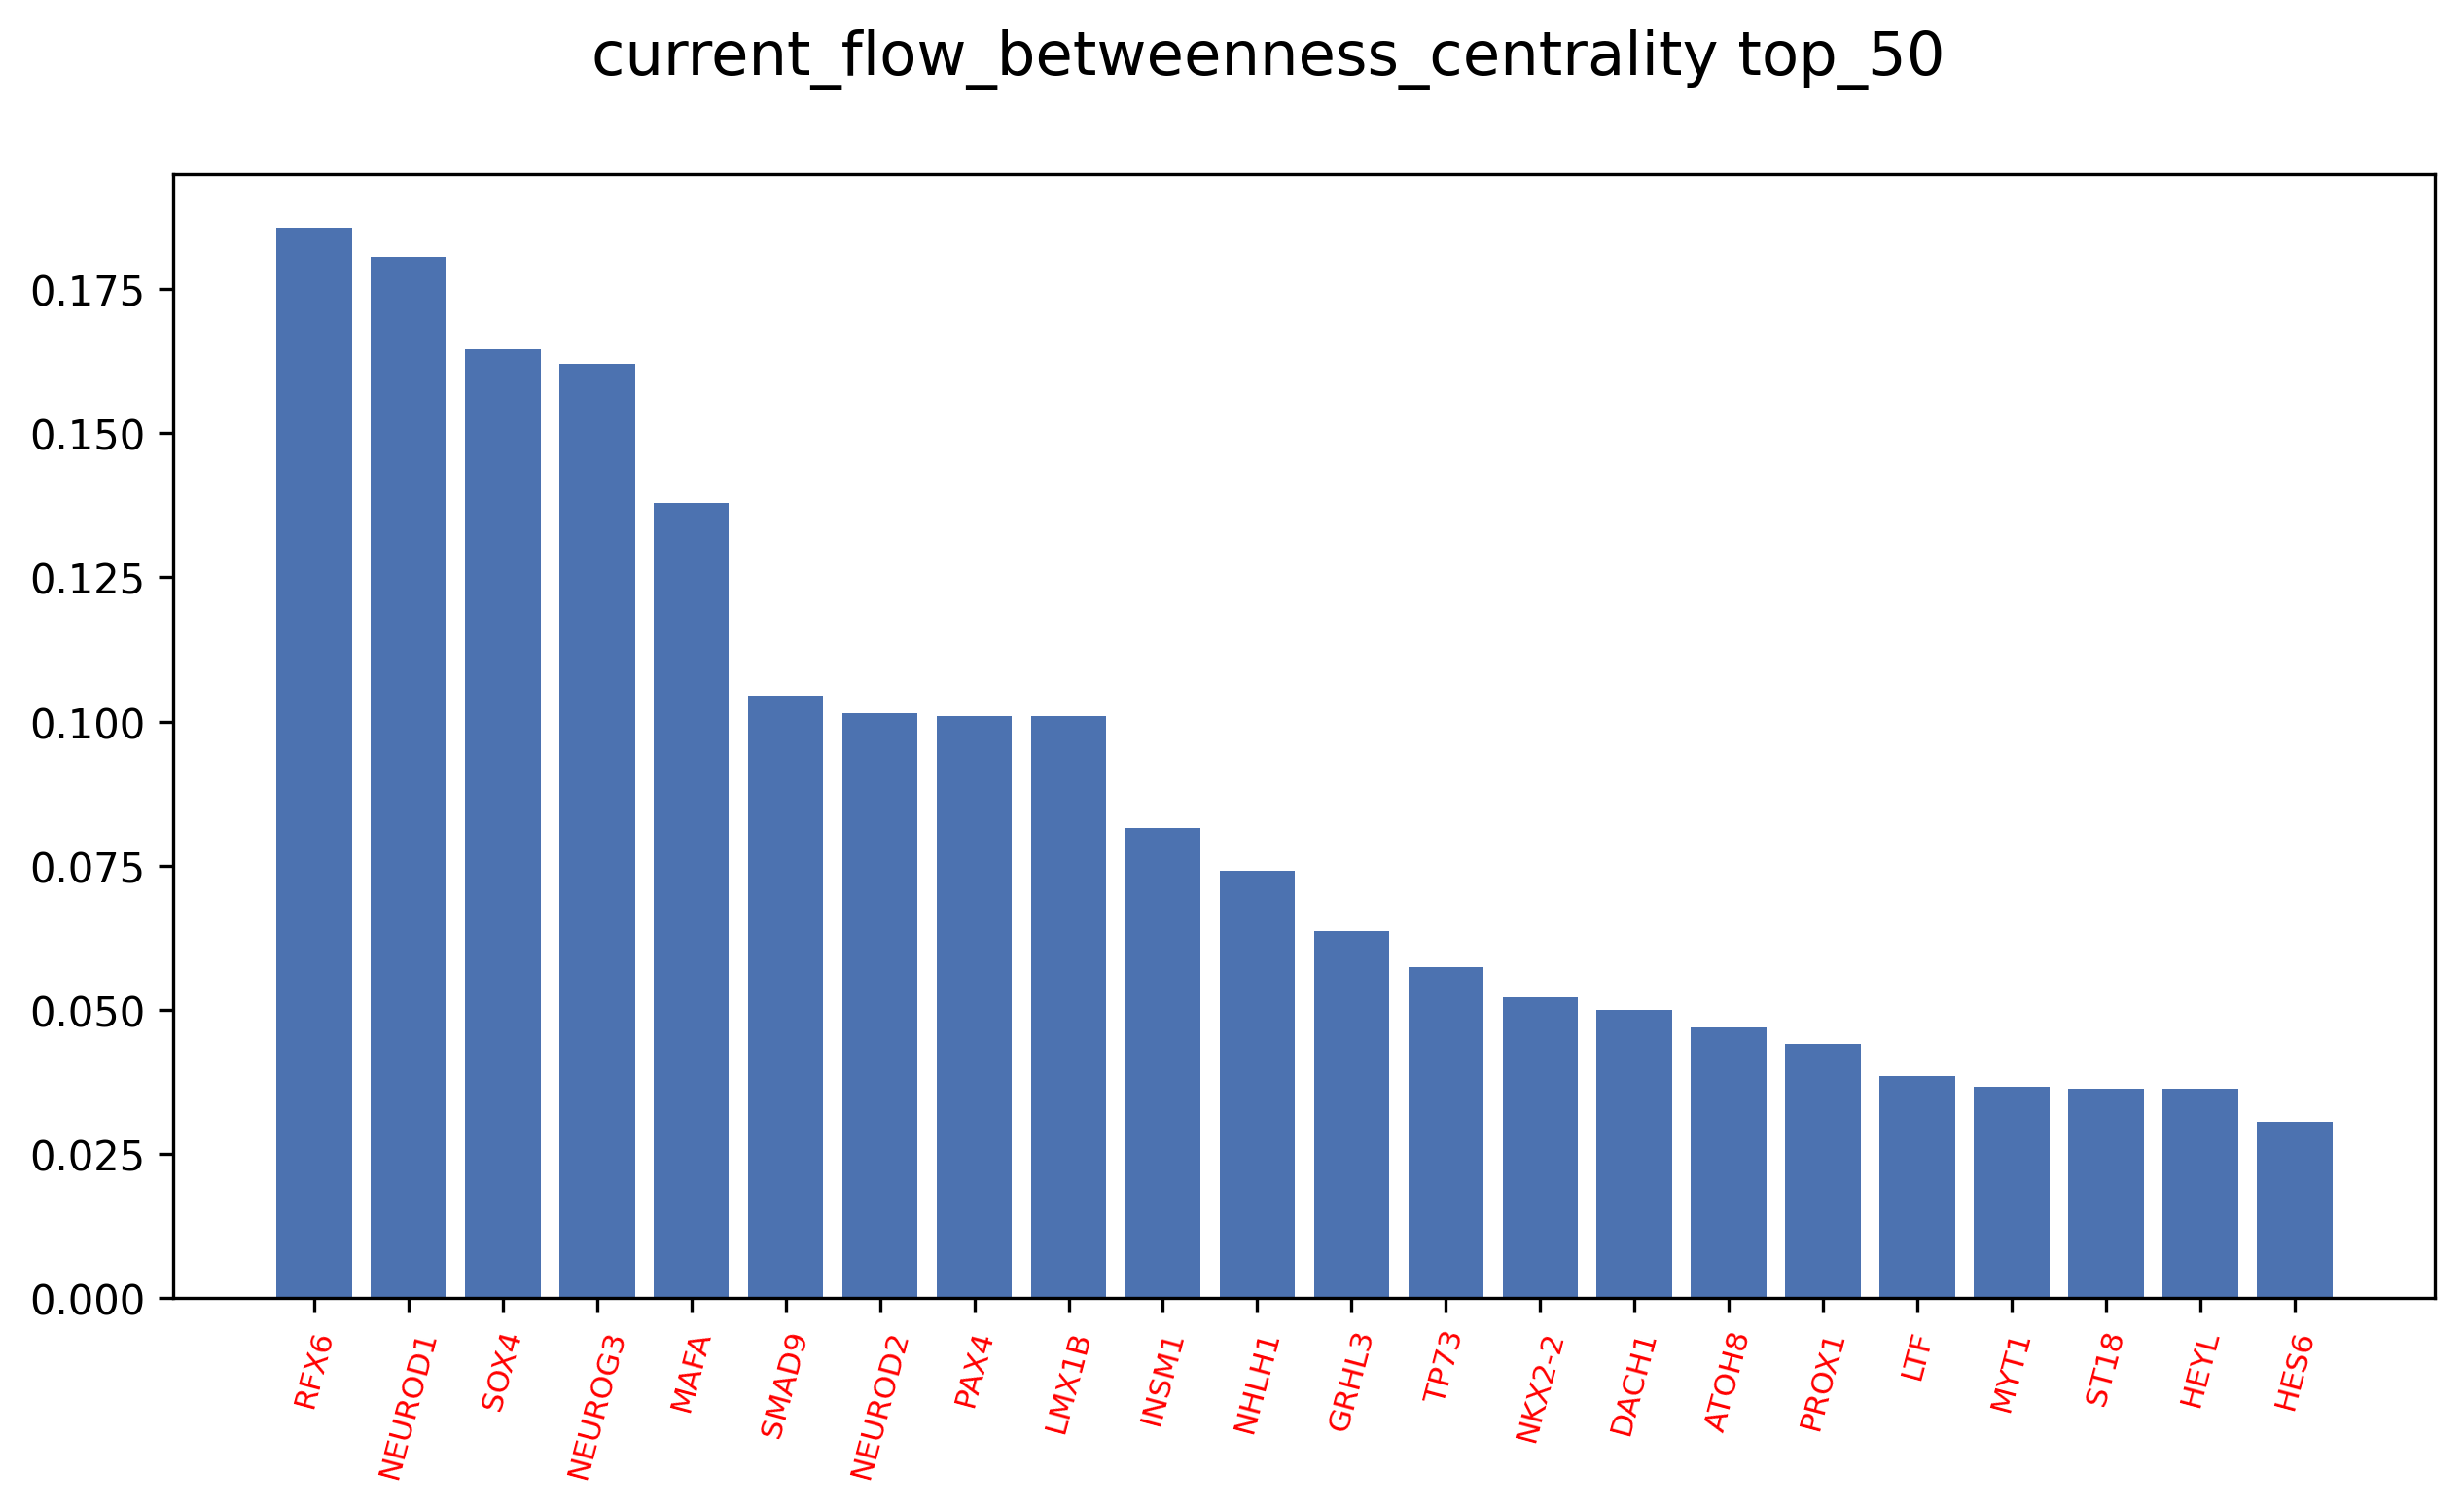 current_flow_betweenness_centrality top_50
0.175
0.150
0.125
0.100
0.075
0.050
0.025
0.000
RFX6
NEUROD1
SOX4
NEUROG3
MAFA
SMAD9
NEUROD2
PAX4
LMX1B
INSM1
NHLH1
GRHL3
TP73
NKX2-2
DACH1
ATOH8
PROX1
LTF
MYT1
ST18
HEYL
HES6